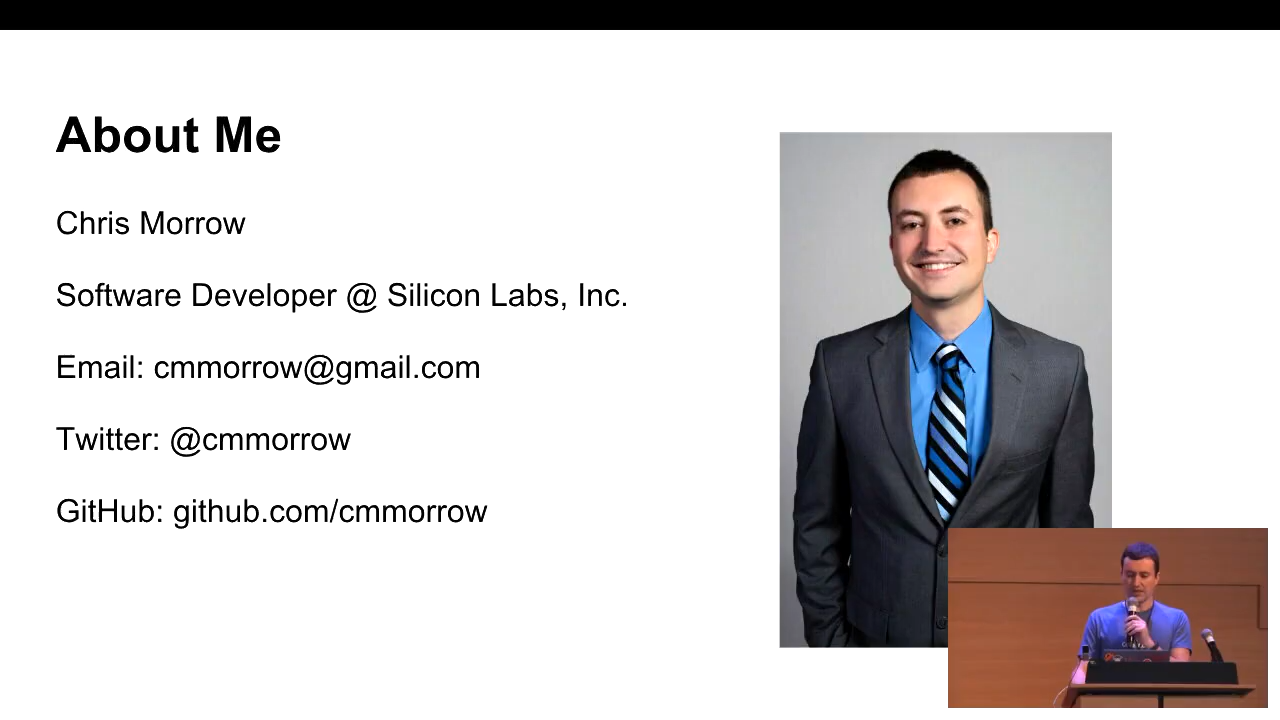 About Me
Chris Morrow
Software Developer @ Silicon Labs, Inc.
Email: cmmorrow@gmail.com
Twitter: @cmmorrow
GitHub: github.com/cmmorrow